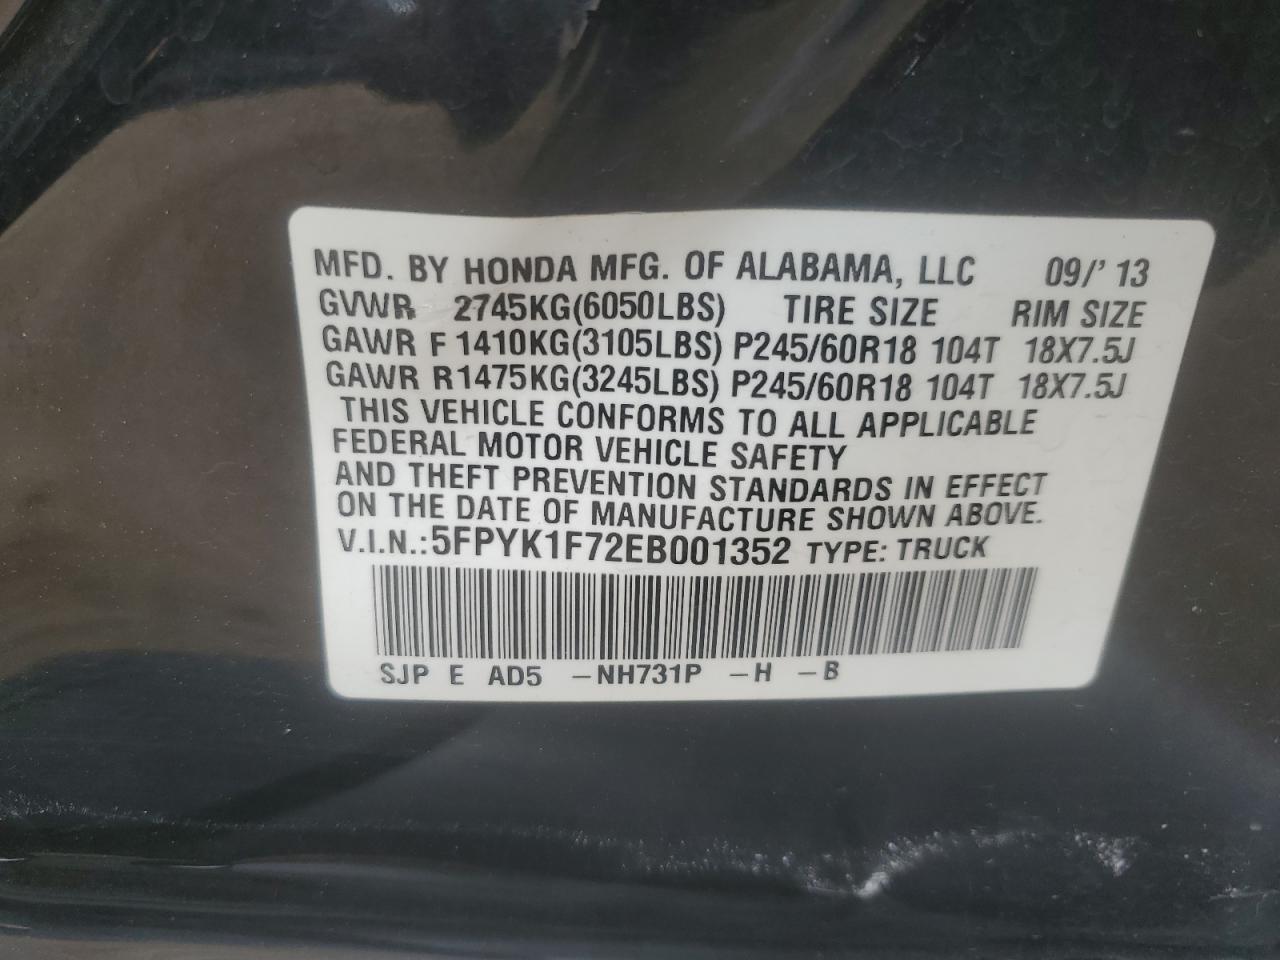 MFD. BY HONDA MFG. OF ALABAMA, LLC 09/' 13
GVWR 2745KG(6050LBS) TIRE SIZE RIM SIZE
GAWR F 1410KG(3105LBS) P245/60R18 104T 18X7.5J
GAWR R1475KG(3245LBS) P245/60R18 104T 18X7.5J
THIS VEHICLE CONFORMS TO ALL APPLICABLE
FEDERAL MOTOR VEHICLE SAFETY
AND THEFT PREVENTION STANDARDS IN EFFECT
ON THE DATE OF MANUFACTURE SHOWN ABOVE.
V.I.N.:5FPYK1F72EB001352 TYPE: TRUCK
SJP E AD5 -NH731P -H -B